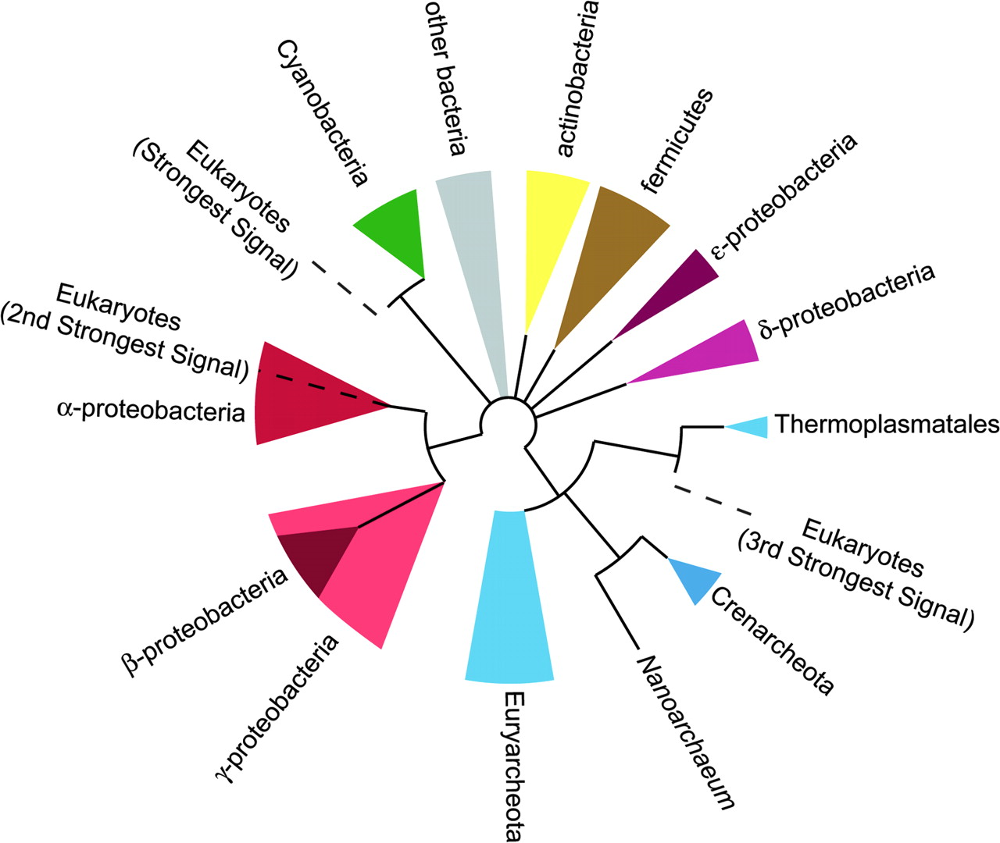 other bacteria
actinobacteria
Cyanobacteria
fermicutes
Eukaryotes
(Strongest Signal)
ε-proteobacteria
δ-proteobacteria
Eukaryotes
(2nd Strongest Signal)
α-proteobacteria
Thermoplasmatales
Eukaryotes
(3rd Strongest Signal)
β-proteobacteria
Crenarcheota
γ-proteobacteria
Nanoarchaeum
Euryarcheota